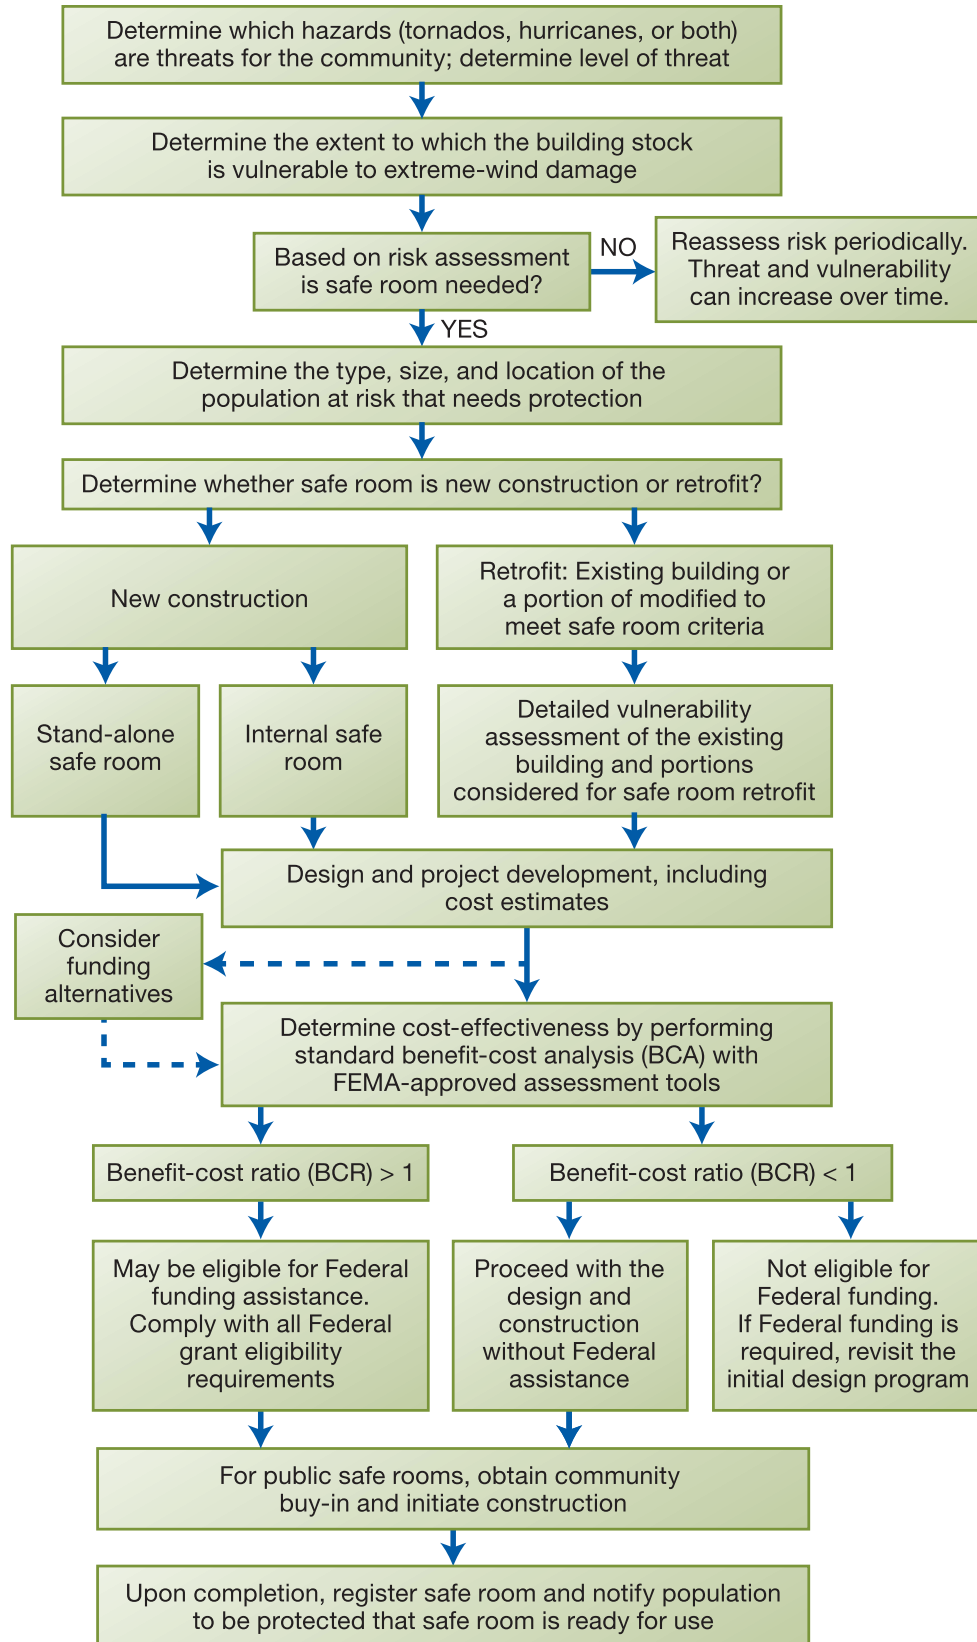 Determine which hazards (tornados, hurricanes, or both)
are threats for the community; determine level of threat
Determine the extent to which the building stock
is vulnerable to extreme-wind damage
Based on risk assessment
is safe room needed?
NO
Reassess risk periodically.
Threat and vulnerability
can increase over time.
YES
Determine the type, size, and location of the
population at risk that needs protection
Determine whether safe room is new construction or retrofit?
New construction
Retrofit: Existing building or
a portion of modified to
meet safe room criteria
Stand-alone
safe room
Internal safe
room
Detailed vulnerability
assessment of the existing
building and portions
considered for safe room retrofit
Design and project development, including
cost estimates
Consider
funding
alternatives
Determine cost-effectiveness by performing
standard benefit-cost analysis (BCA) with
FEMA-approved assessment tools
Benefit-cost ratio (BCR) > 1
Benefit-cost ratio (BCR) < 1
May be eligible for Federal
funding assistance.
Comply with all Federal
grant eligibility
requirements
Proceed with the
design and
construction
without Federal
assistance
Not eligible for
Federal funding.
If Federal funding is
required, revisit the
initial design program
For public safe rooms, obtain community
buy-in and initiate construction
Upon completion, register safe room and notify population
to be protected that safe room is ready for use